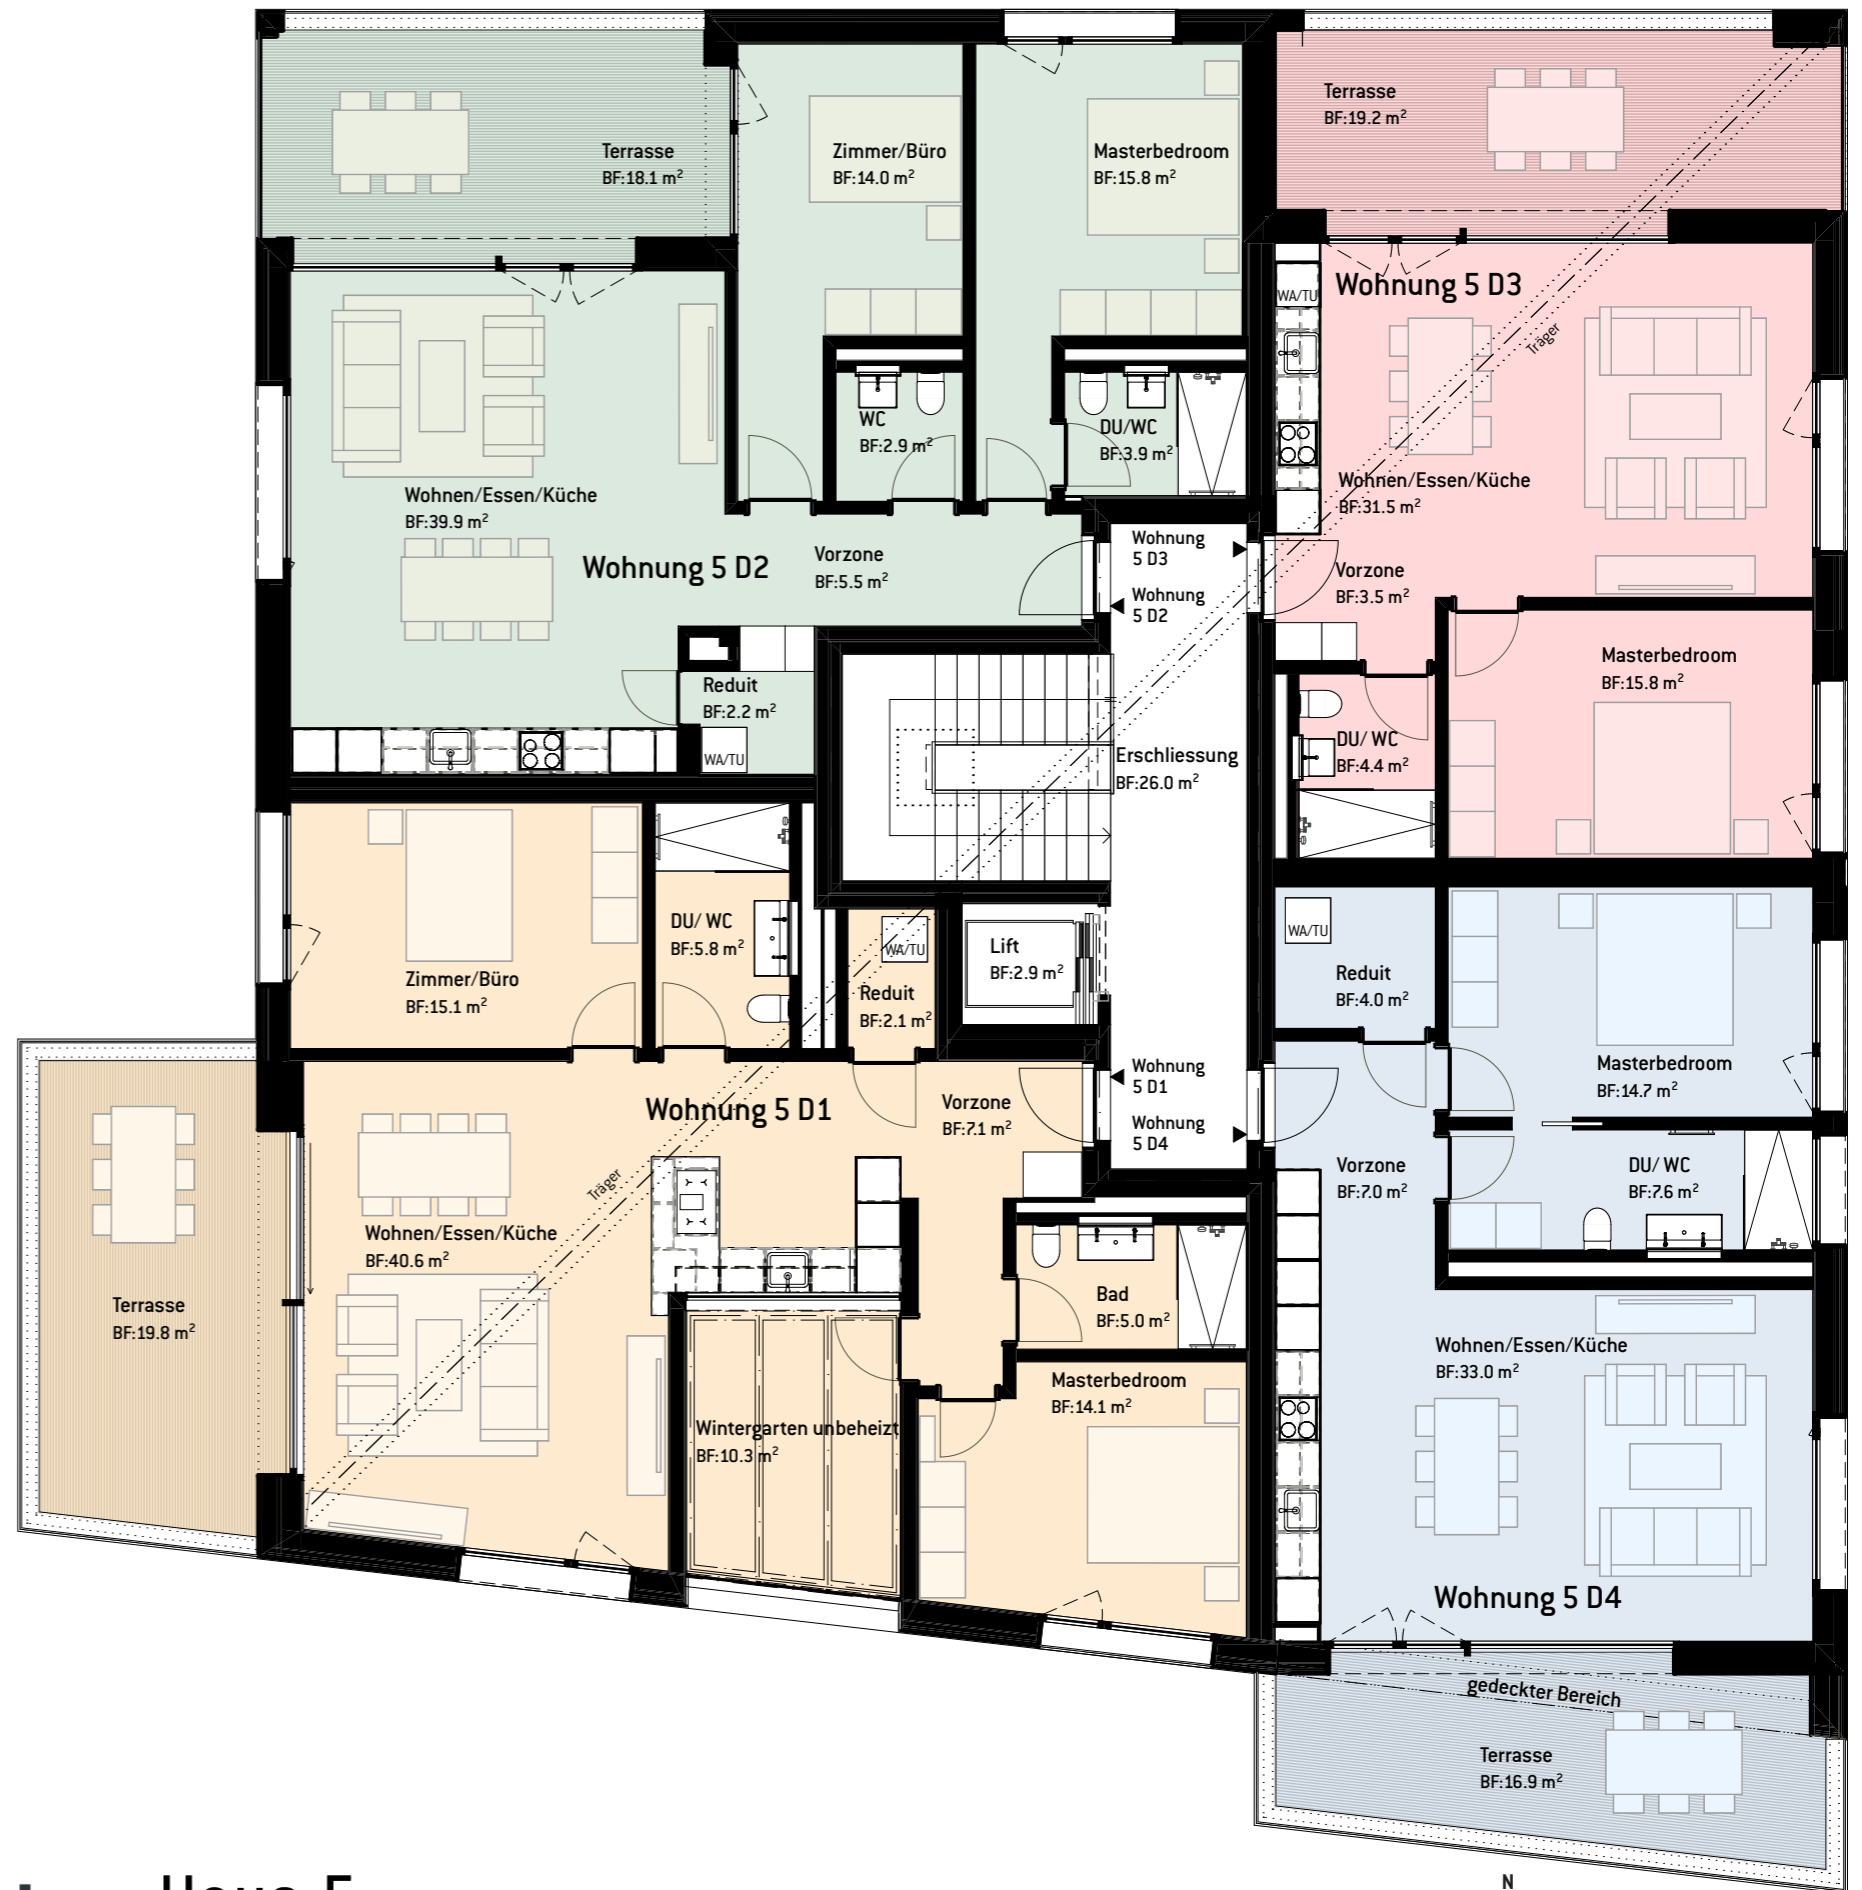 Terrasse
BF:18.1 m²
Zimmer/Büro
BF:14.0 m²
Masterbedroom
BF:15.8 m²
Terrasse
BF:19.2 m²
Wohnung 5 D3
WA/TU
Träger
WC
BF:2.9 m²
DU/WC
BF:3.9 m²
Wohnen/Essen/Küche
BF:39.9 m²
Wohnen/Essen/Küche
BF:31.5 m²
Wohnung 5 D2
Vorzone
BF:5.5 m²
Wohnung
5 D3
Wohnung
5 D2
Vorzone
BF:3.5 m²
Masterbedroom
BF:15.8 m²
Reduit
BF:2.2 m²
WA/TU
Erschliessung
BF:26.0 m²
DU/ WC
BF:4.4 m²
Zimmer/Büro
BF:15.1 m²
DU/ WC
BF:5.8 m²
WA/TU
Reduit
BF:2.1 m²
Lift
BF:2.9 m²
WA/TU
Reduit
BF:4.0 m²
Masterbedroom
BF:14.7 m²
Wohnung 5 D1
Vorzone
BF:7.1 m²
Wohnung
5 D1
Wohnung
5 D4
Vorzone
BF:7.0 m²
DU/ WC
BF:7.6 m²
Träger
Wohnen/Essen/Küche
BF:40.6 m²
Terrasse
BF:19.8 m²
Bad
BF:5.0 m²
Wohnen/Essen/Küche
BF:33.0 m²
Masterbedroom
BF:14.1 m²
Wintergarten unbeheizt
BF:10.3 m²
Wohnung 5 D4
gedeckter Bereich
Terrasse
BF:16.9 m²
N